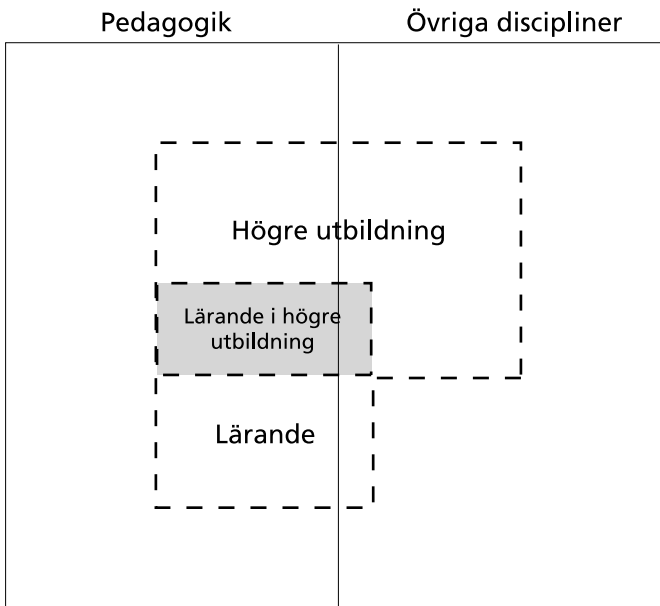 Pedagogik
Övriga discipliner
Högre utbildning
Lärande i högre
utbildning
Lärande